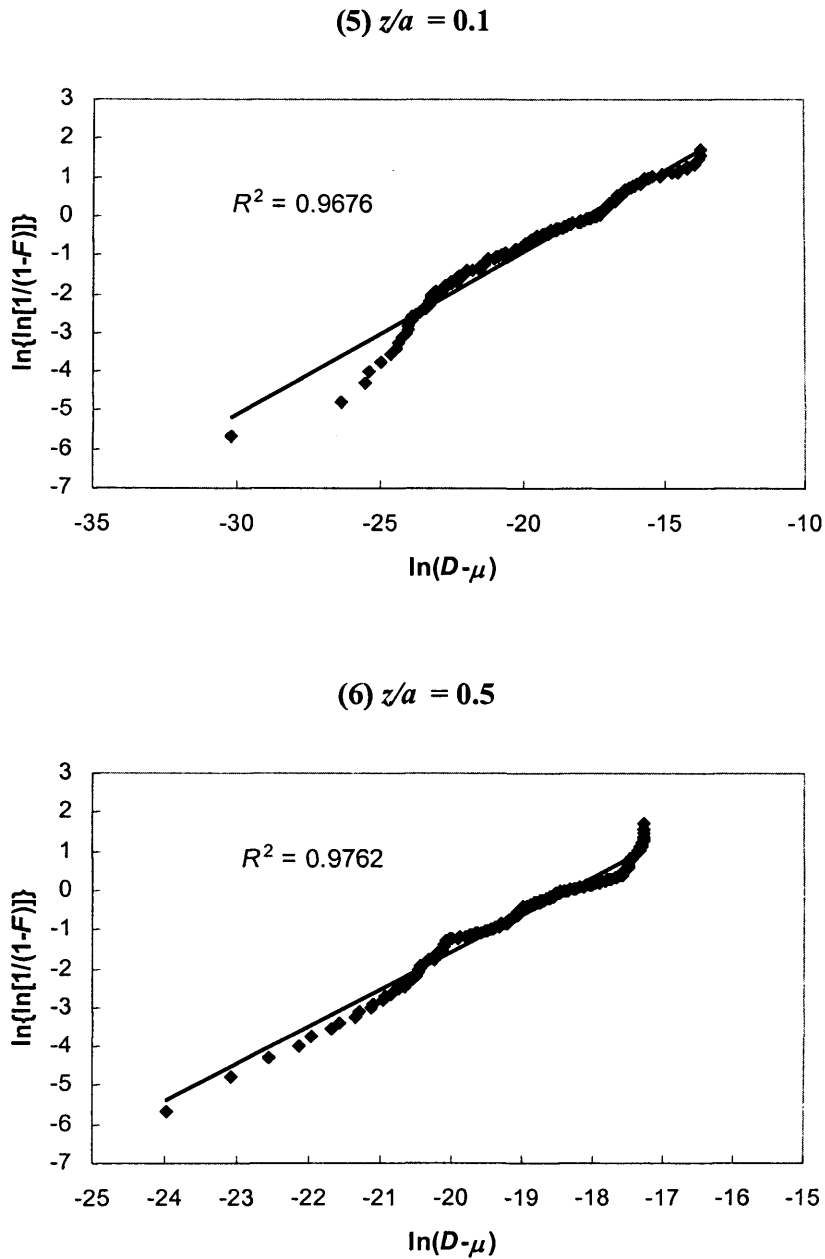 (5) z/a = 0.1
3
2
1
0
-1
-2
-3
-4
-5
-6
-7
ln{ln[1/(1-F)]}
R² = 0.9676
-35 -30 -25 -20 -15 -10
ln(D-μ)
(6) z/a = 0.5
3
2
1
0
-1
-2
-3
-4
-5
-6
-7
ln{ln[1/(1-F)]}
R² = 0.9762
-25 -24 -23 -22 -21 -20 -19 -18 -17 -16 -15
ln(D-μ)